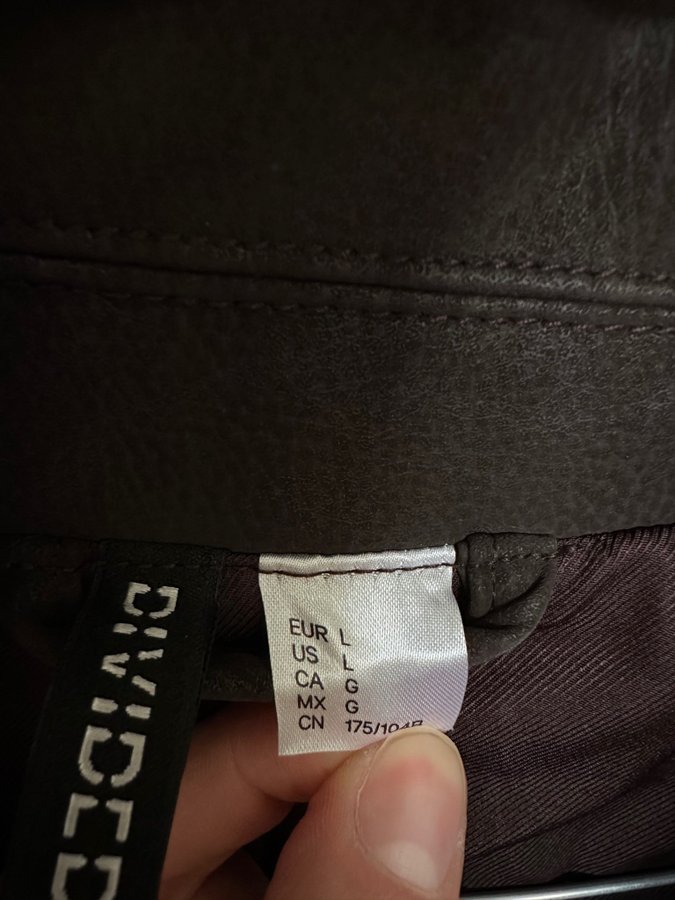 DIVIDED
EUR L
US L
CA G
MX G
CN 175/104B